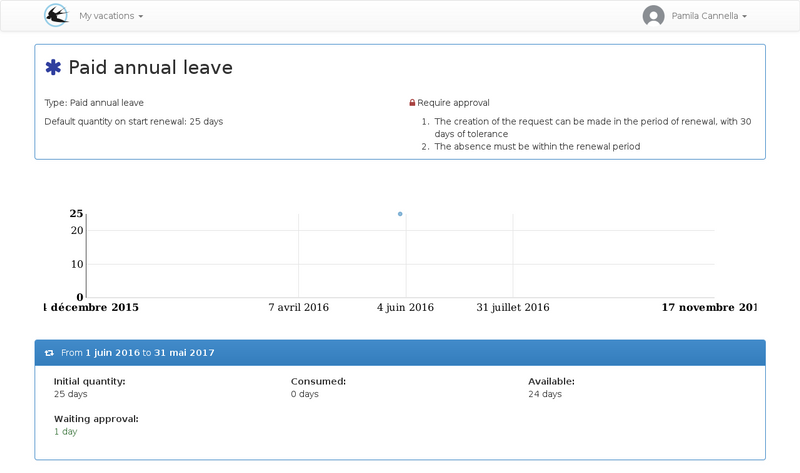 My vacations
Pamila Cannella
Paid annual leave
Type: Paid annual leave
Default quantity on start renewal: 25 days
Require approval
1. The creation of the request can be made in the period of renewal, with 30
days of tolerance
2. The absence must be within the renewal period
25
20
10
0
décembre 2015
7 avril 2016
4 juin 2016
31 juillet 2016
17 novembre 201
From 1 juin 2016 to 31 mai 2017
Initial quantity:
25 days
Consumed:
0 days
Available:
24 days
Waiting approval:
1 day